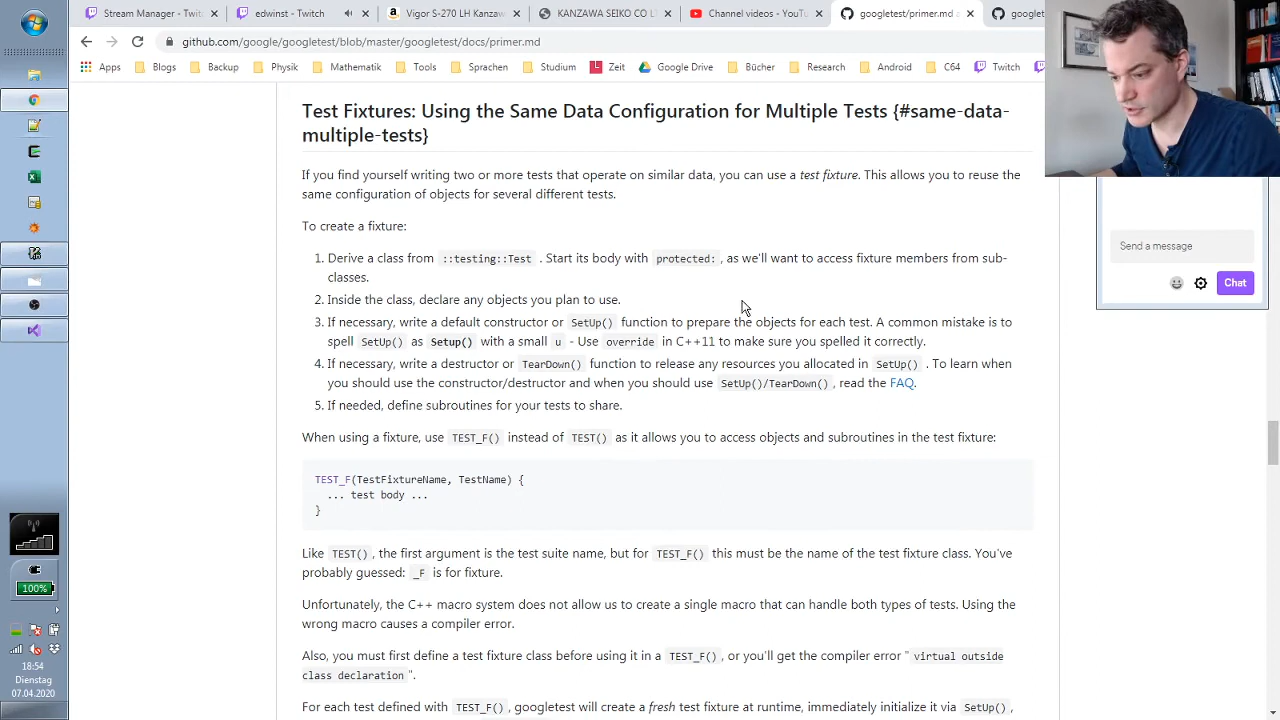 Stream Manager - Twitch
edwinst - Twitch
Vigor S-270 LH Kanzaw
KANZAWA SEIKO CO L
Channel videos - YouTu
googletest/primer.md a
googlet
github.com/google/googletest/blob/master/googletest/docs/primer.md
Apps Blogs Backup Physik Mathematik Tools Sprachen Studium Zeit Google Drive Bücher Research Android C64 Twitch
Test Fixtures: Using the Same Data Configuration for Multiple Tests {#same-data-
multiple-tests}
If you find yourself writing two or more tests that operate on similar data, you can use a test fixture. This allows you to reuse the
same configuration of objects for several different tests.
To create a fixture:
1. Derive a class from ::testing::Test . Start its body with protected: , as we'll want to access fixture members from sub-
classes.
2. Inside the class, declare any objects you plan to use.
3. If necessary, write a default constructor or SetUp() function to prepare the objects for each test. A common mistake is to
spell SetUp() as Setup() with a small u - Use override in C++11 to make sure you spelled it correctly.
4. If necessary, write a destructor or TearDown() function to release any resources you allocated in SetUp() . To learn when
you should use the constructor/destructor and when you should use SetUp()/TearDown() , read the FAQ.
5. If needed, define subroutines for your tests to share.
When using a fixture, use TEST_F() instead of TEST() as it allows you to access objects and subroutines in the test fixture:
TEST_F(TestFixtureName, TestName) {
... test body ...
}
Like TEST() , the first argument is the test suite name, but for TEST_F() this must be the name of the test fixture class. You've
probably guessed: _F is for fixture.
Unfortunately, the C++ macro system does not allow us to create a single macro that can handle both types of tests. Using the
wrong macro causes a compiler error.
Also, you must first define a test fixture class before using it in a TEST_F() , or you'll get the compiler error " virtual outside
class declaration ".
For each test defined with TEST_F() , googletest will create a fresh test fixture at runtime, immediately initialize it via SetUp() ,
Send a message
Chat
100%
18:54
Dienstag
07.04.2020